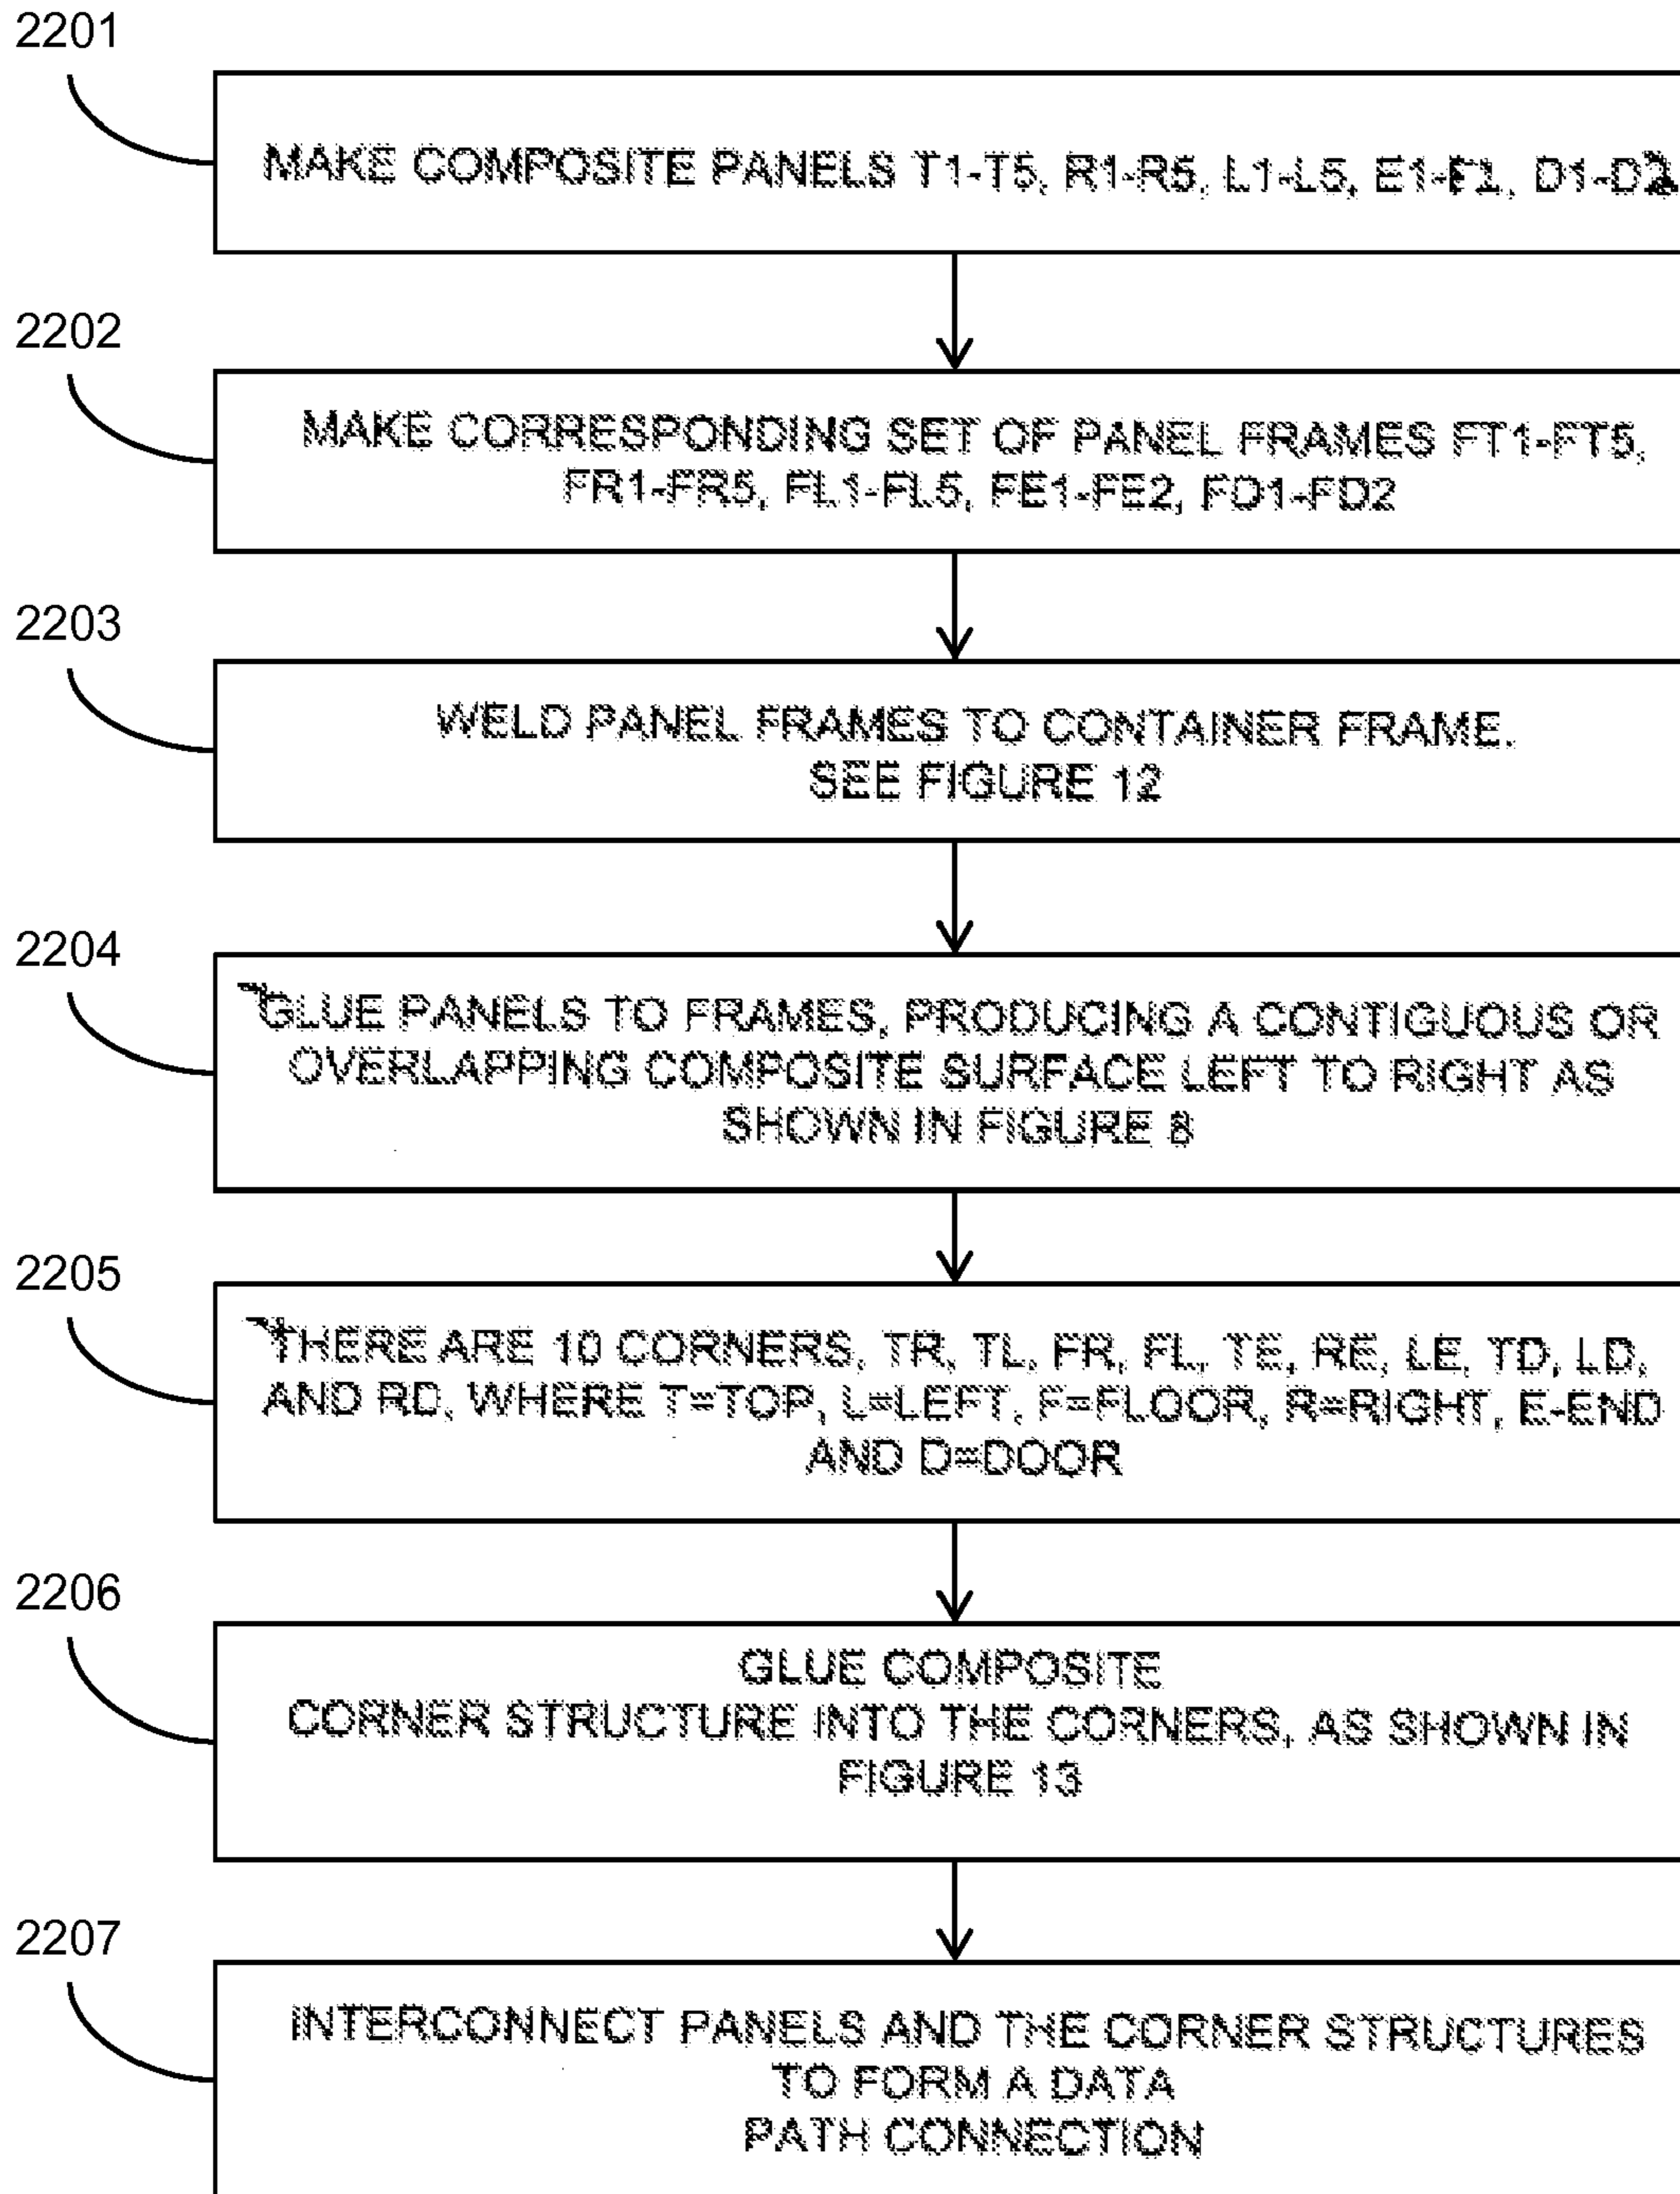 2201
MAKE COMPOSITE PANELS T1-T5, R1-R5, L1-L5, E1-F1, D1-D2
2202
MAKE CORRESPONDING SET OF PANEL FRAMES FT1-FT5,
FR1-FR5, FL1-FL5, FE1-FE2, FD1-FD2
2203
WELD PANEL FRAMES TO CONTAINER FRAME.
SEE FIGURE 12
2204
GLUE PANELS TO FRAMES, PRODUCING A CONTIGUOUS OR
OVERLAPPING COMPOSITE SURFACE LEFT TO RIGHT AS
SHOWN IN FIGURE 8
2205
THERE ARE 10 CORNERS, TR, TL, FR, FL, TE, RE, LE, TD, LD,
AND RD, WHERE T=TOP, L=LEFT, F=FLOOR, R=RIGHT, E-END
AND D=DOOR
2206
GLUE COMPOSITE
CORNER STRUCTURE INTO THE CORNERS, AS SHOWN IN
FIGURE 13
2207
INTERCONNECT PANELS AND THE CORNER STRUCTURES
TO FORM A DATA
PATH CONNECTION